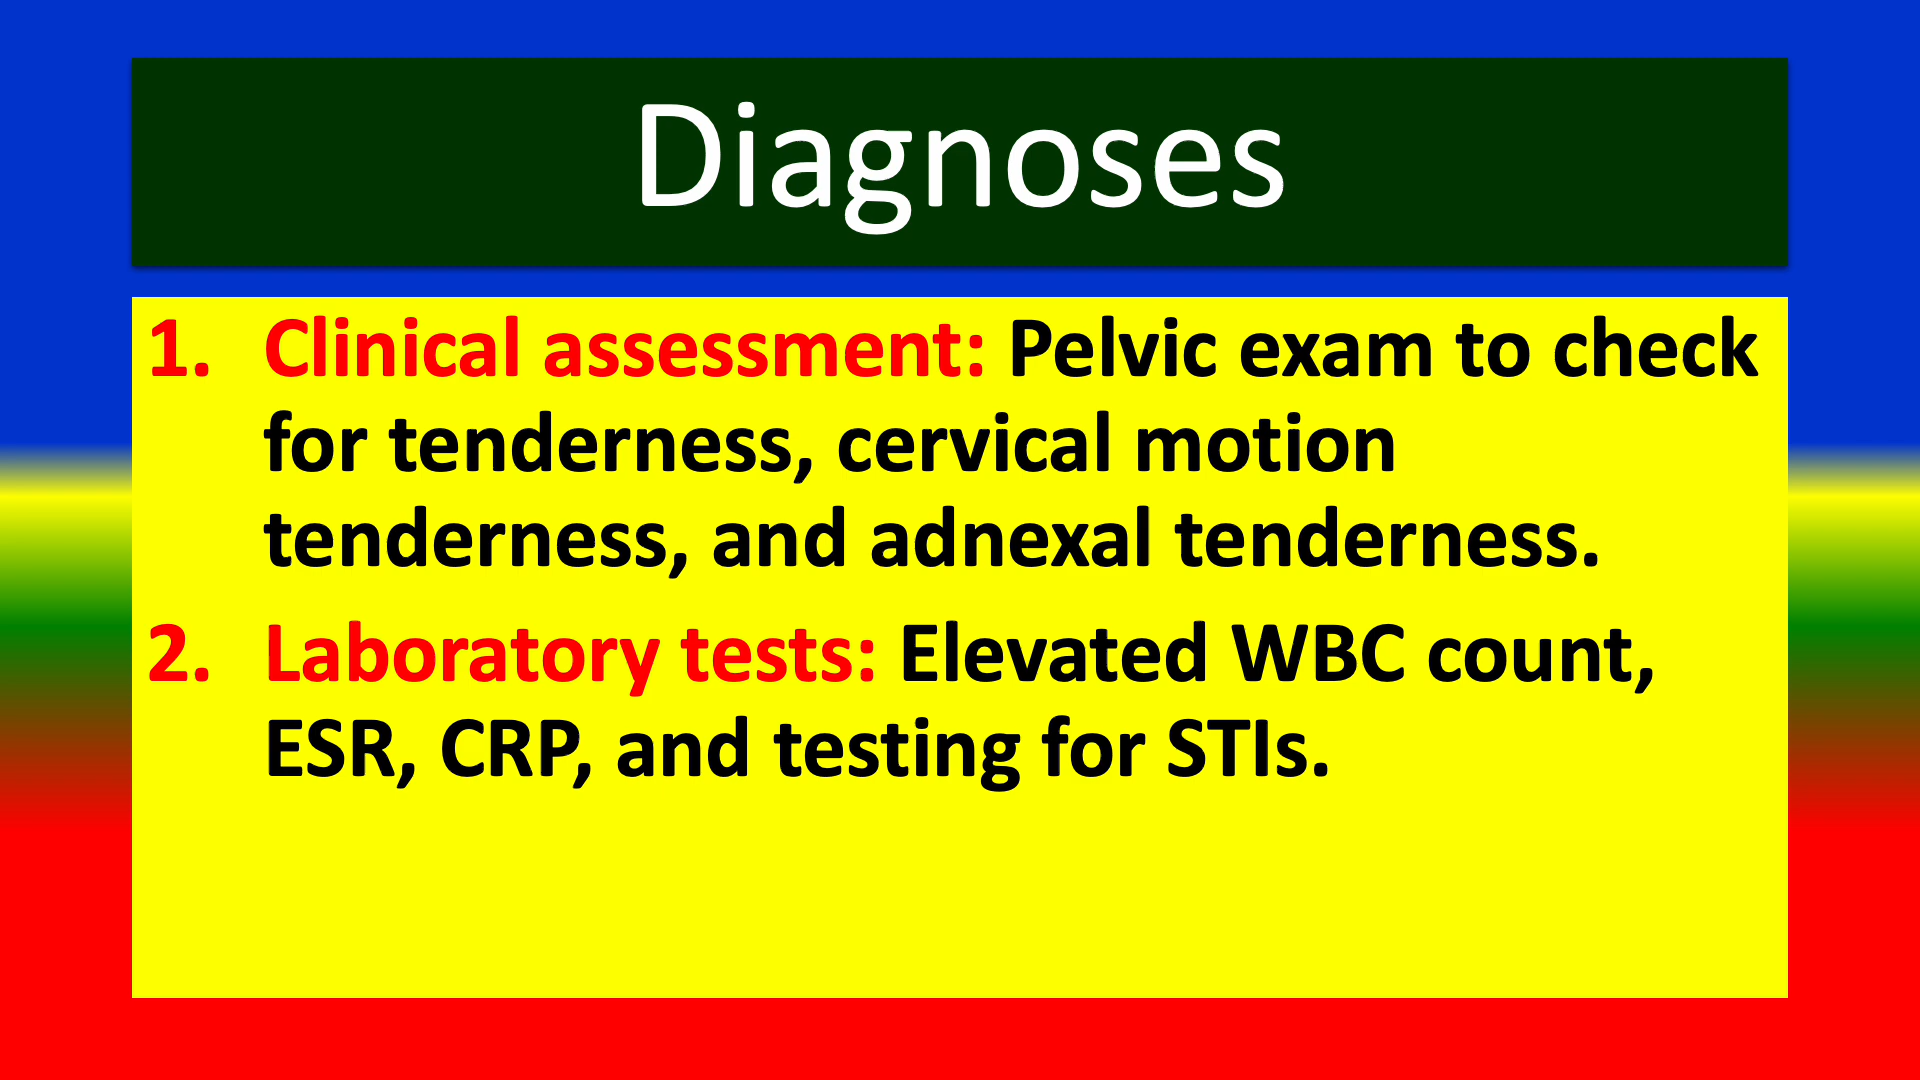 Diagnoses
1. Clinical assessment: Pelvic exam to check
for tenderness, cervical motion
tenderness, and adnexal tenderness.
2. Laboratory tests: Elevated WBC count,
ESR, CRP, and testing for STIs.